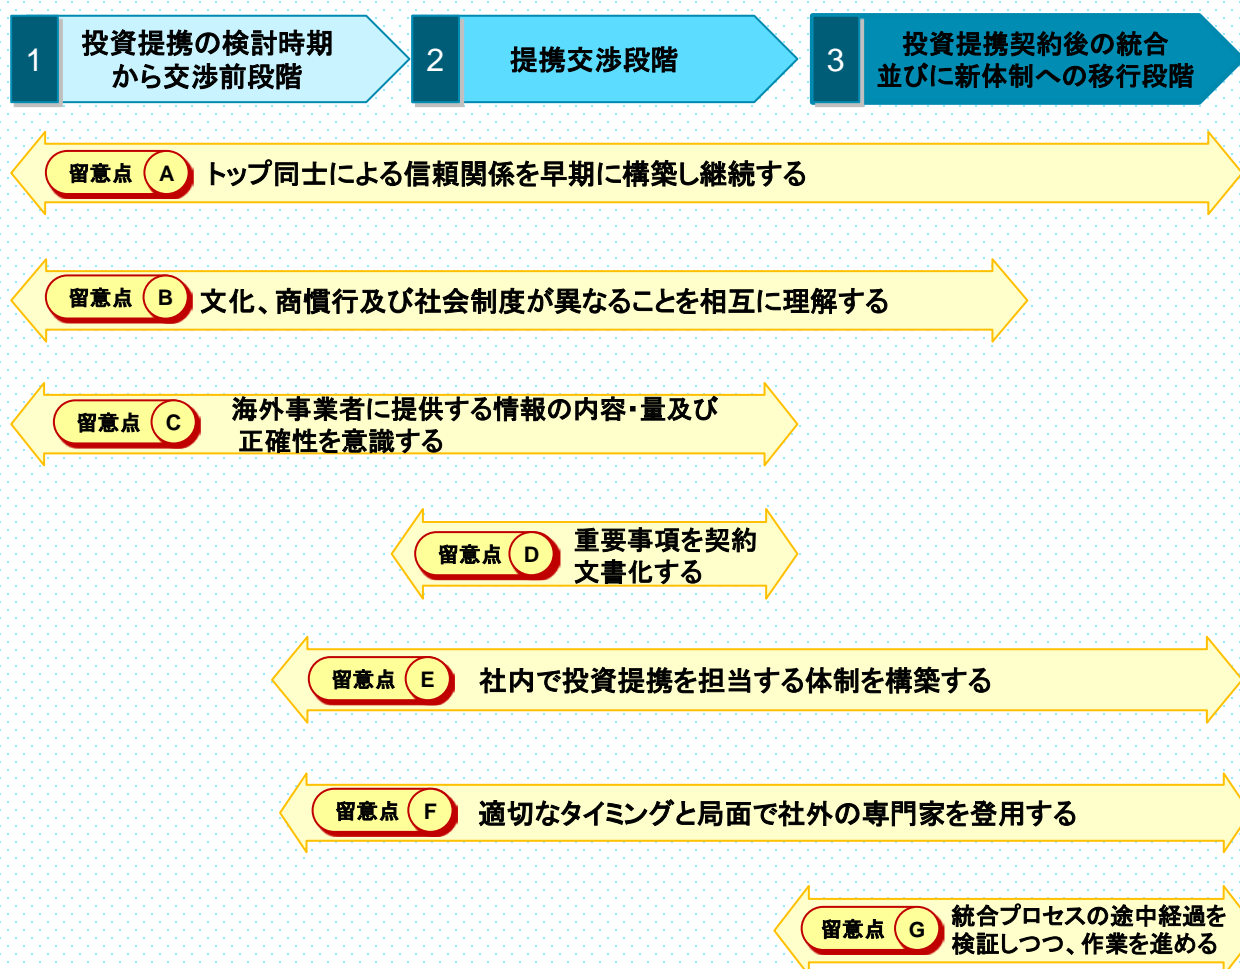 1
投資提携の検討時期
から交渉前段階
2
提携交渉段階
3
投資提携契約後の統合
並びに新体制への移行段階
留意点 A トップ同士による信頼関係を早期に構築し継続する
留意点 B 文化、商慣行及び社会制度が異なることを相互に理解する
留意点 C 海外事業者に提供する情報の内容・量及び
正確性を意識する
留意点 D 重要事項を契約
文書化する
留意点 E 社内で投資提携を担当する体制を構築する
留意点 F 適切なタイミングと局面で社外の専門家を登用する
留意点 G 統合プロセスの途中経過を
検証しつつ、作業を進める